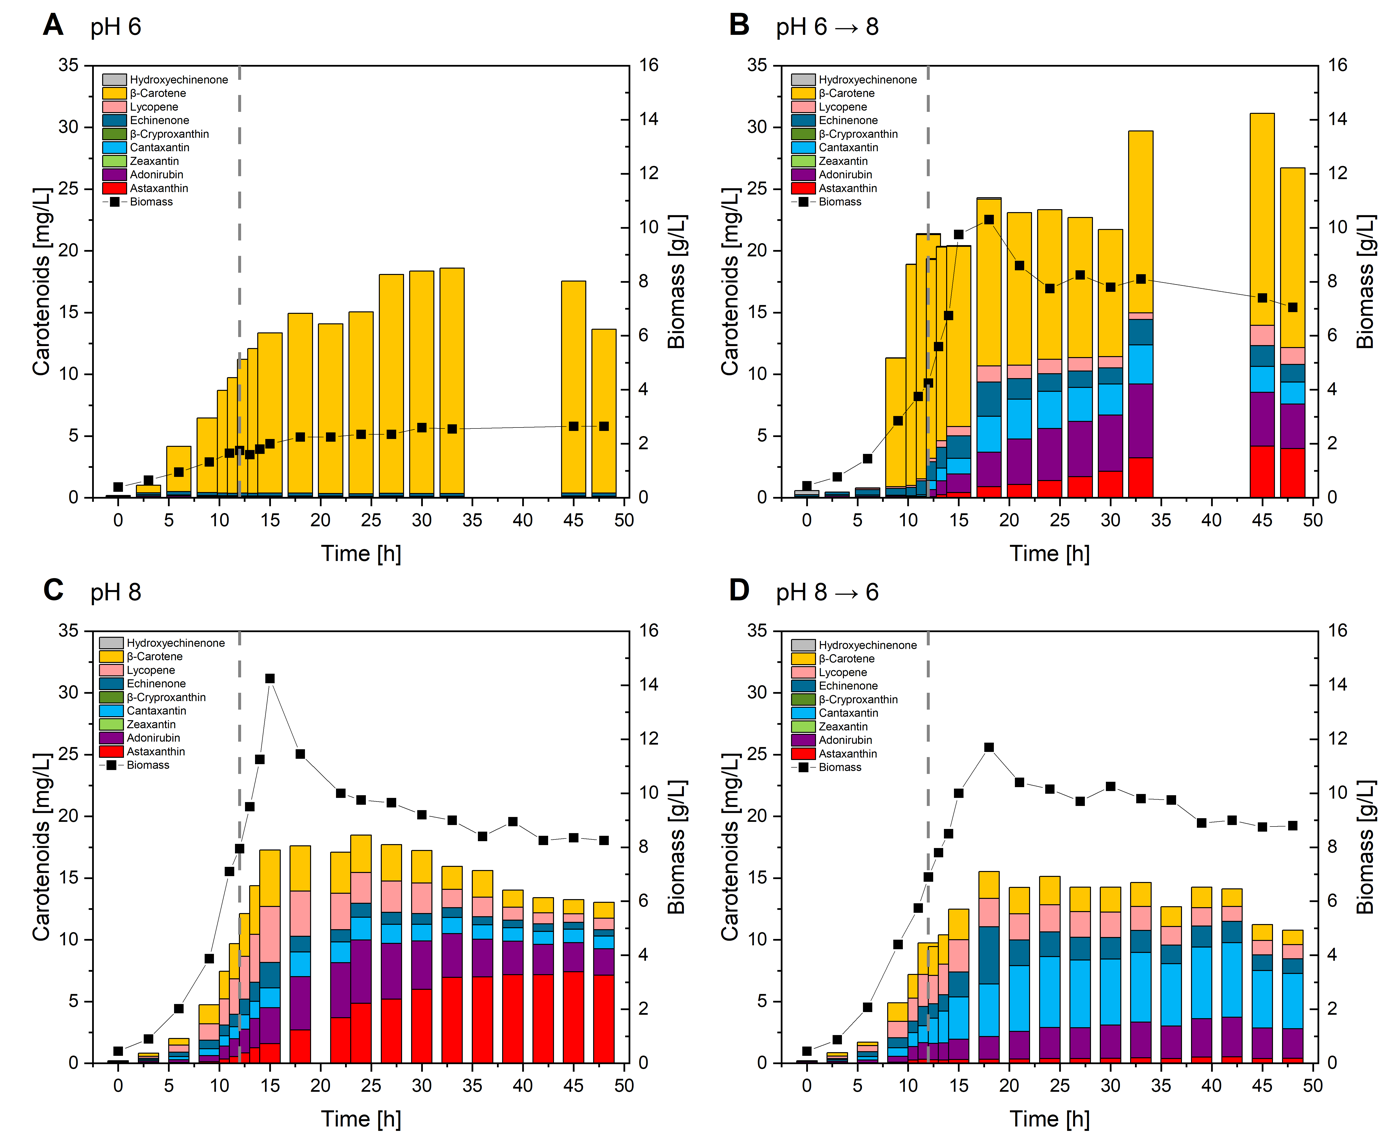 A pH 6
35
30
25
20
15
10
5
0
Carotenoids [mg/L]
Hydroxyechinenone
β-Carotene
Lycopene
Echinenone
β-Cryproxanthin
Cantaxantin
Zeaxantin
Adonirubin
Astaxanthin
Biomass
16
14
12
10
8
6
4
2
0
Biomass [g/L]
0 5 10 15 20 25 30 35 40 45 50
Time [h]
B pH 6 → 8
35
30
25
20
15
10
5
0
Carotenoids [mg/L]
Hydroxyechinenone
β-Carotene
Lycopene
Echinenone
β-Cryproxanthin
Cantaxantin
Zeaxantin
Adonirubin
Astaxanthin
Biomass
16
14
12
10
8
6
4
2
0
Biomass [g/L]
0 5 10 15 20 25 30 35 40 45 50
Time [h]
C pH 8
35
30
25
20
15
10
5
0
Carotenoids [mg/L]
Hydroxyechinenone
β-Carotene
Lycopene
Echinenone
β-Cryproxanthin
Cantaxantin
Zeaxantin
Adonirubin
Astaxanthin
Biomass
16
14
12
10
8
6
4
2
0
Biomass [g/L]
0 5 10 15 20 25 30 35 40 45 50
Time [h]
D pH 8 → 6
35
30
25
20
15
10
5
0
Carotenoids [mg/L]
Hydroxyechinenone
β-Carotene
Lycopene
Echinenone
β-Cryproxanthin
Cantaxantin
Zeaxantin
Adonirubin
Astaxanthin
Biomass
16
14
12
10
8
6
4
2
0
Biomass [g/L]
0 5 10 15 20 25 30 35 40 45 50
Time [h]